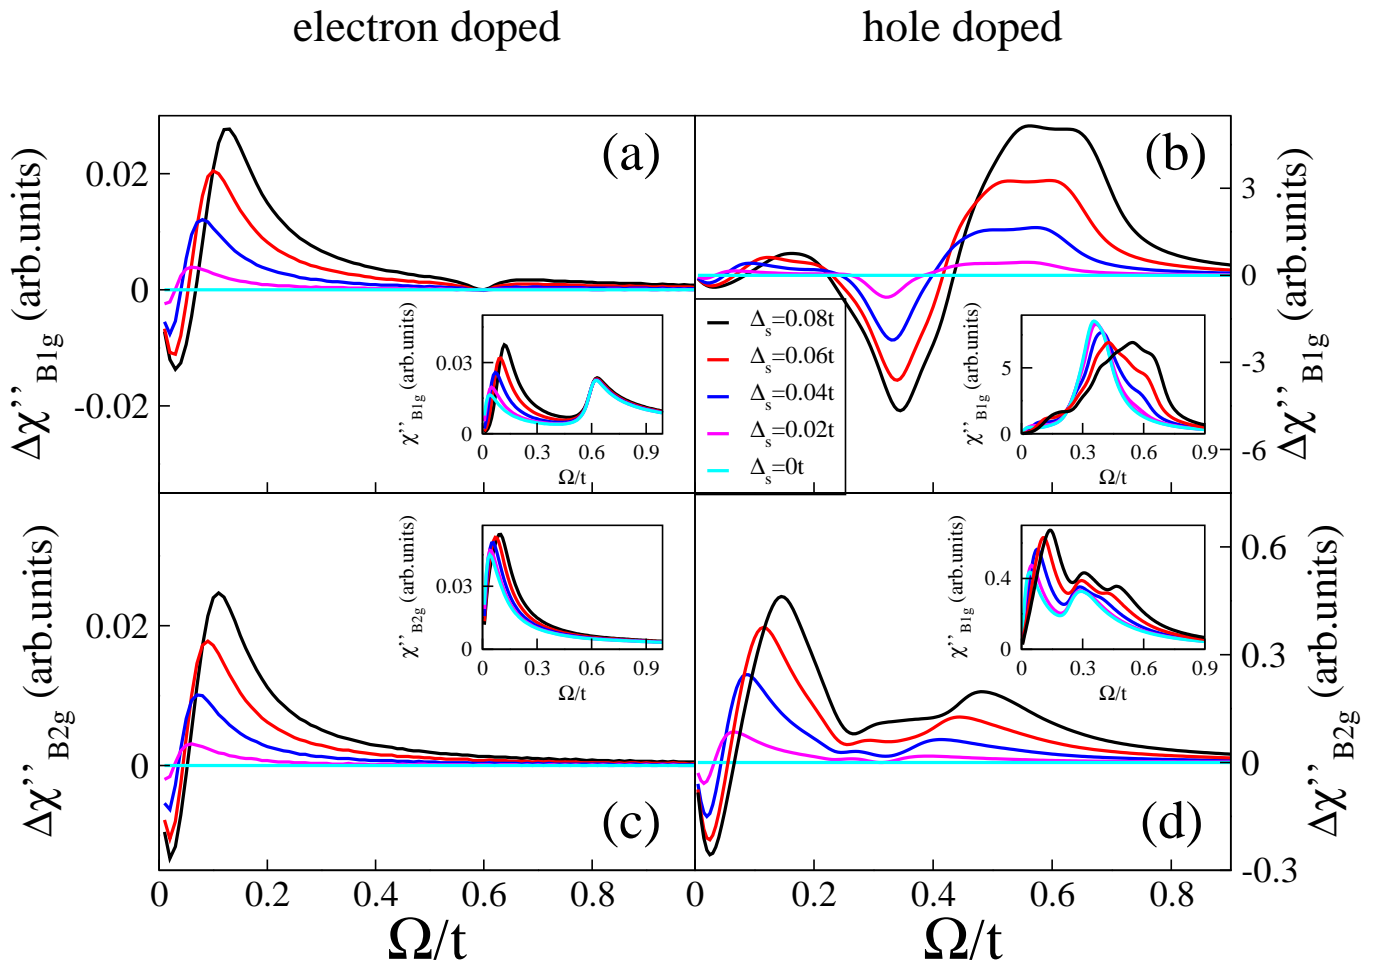 electron doped
hole doped
(a)
Δχ’’ B1g (arb.units)
0.02
0
-0.02
χ’’ B1g (arb.units)
0.03
0
0 0.3 0.6 0.9
Ω/t
(b)
Δχ’’ B1g (arb.units)
3
0
-3
-6
Δs=0.08t
Δs=0.06t
Δs=0.04t
Δs=0.02t
Δs=0t
χ’’ B1g (arb.units)
5
0
0 0.3 0.6 0.9
Ω/t
(c)
Δχ’’ B2g (arb.units)
0.02
0
χ’’ B2g (arb.units)
0.03
0
0 0.3 0.6 0.9
Ω/t
0 0.2 0.4 0.6 0.8
Ω/t
(d)
Δχ’’ B2g (arb.units)
0.6
0.3
0
-0.3
χ’’ B1g (arb.units)
0.4
0
0 0.3 0.6 0.9
Ω/t
0 0.2 0.4 0.6 0.8
Ω/t